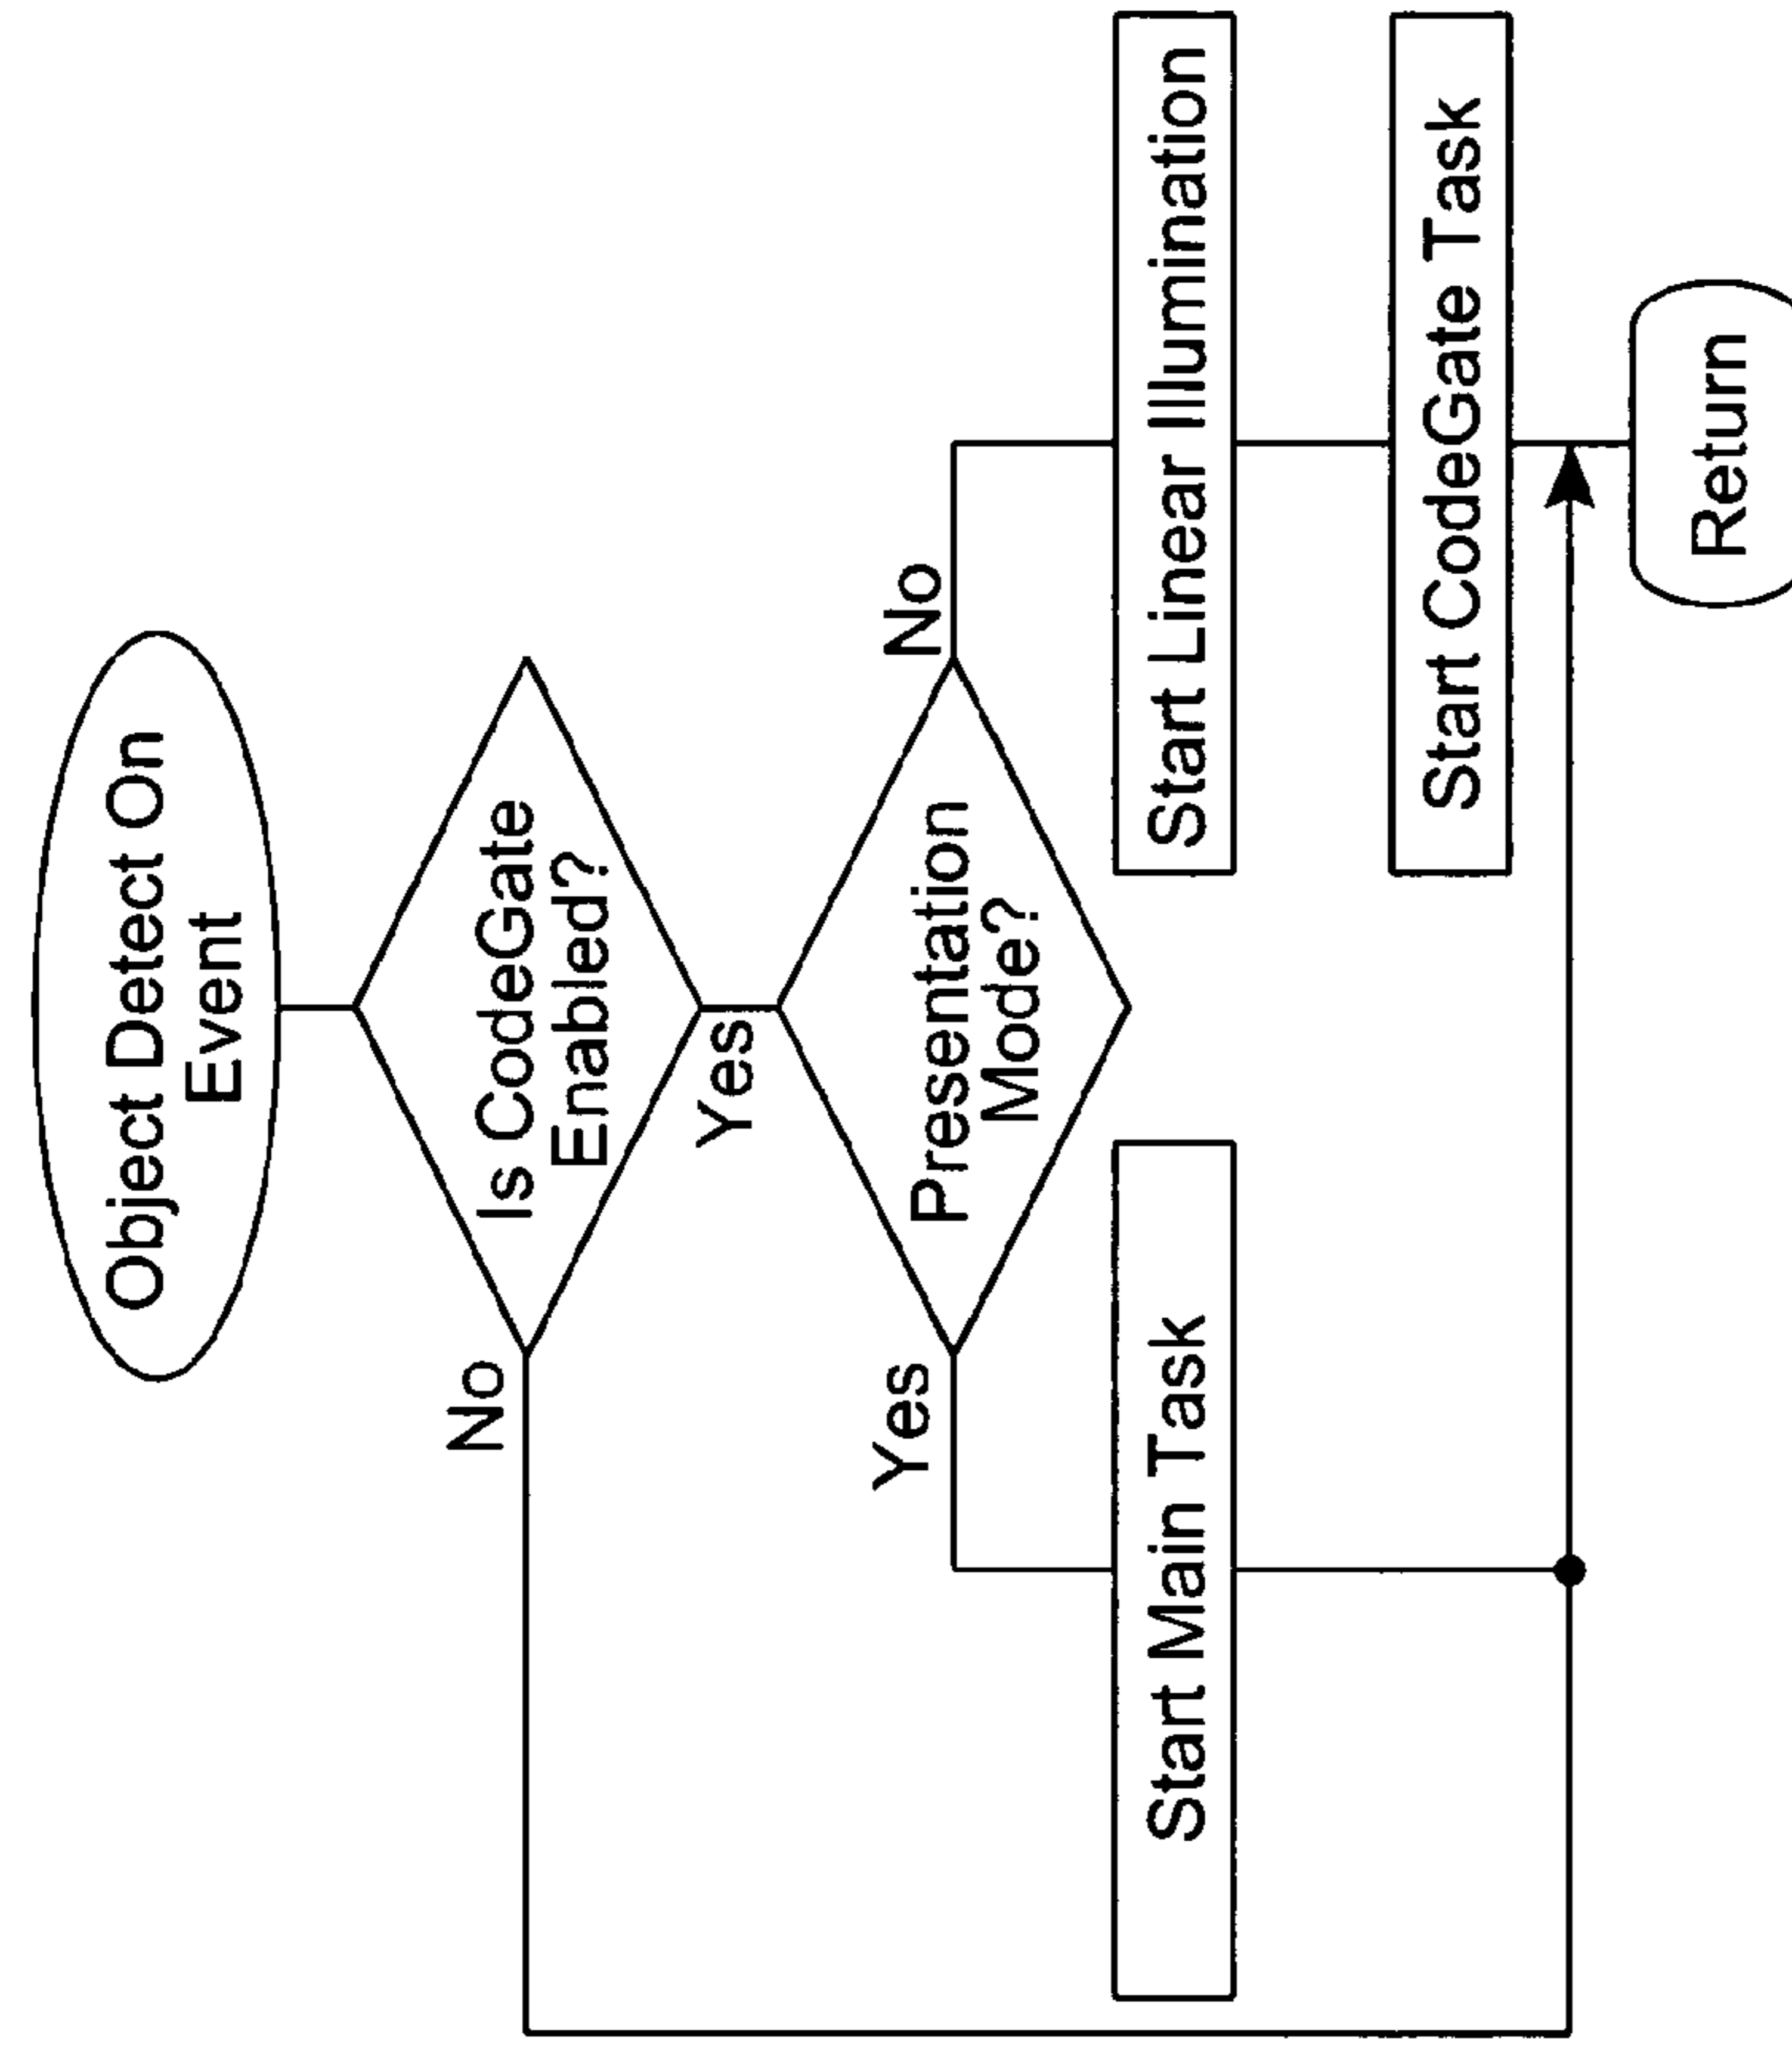 Object Detect On
Event
Is CodeGate
Enabled?
No
Yes
Presentation
Mode?
Yes
No
Start Main Task
Start Linear Illumination
Start CodeGate Task
Return